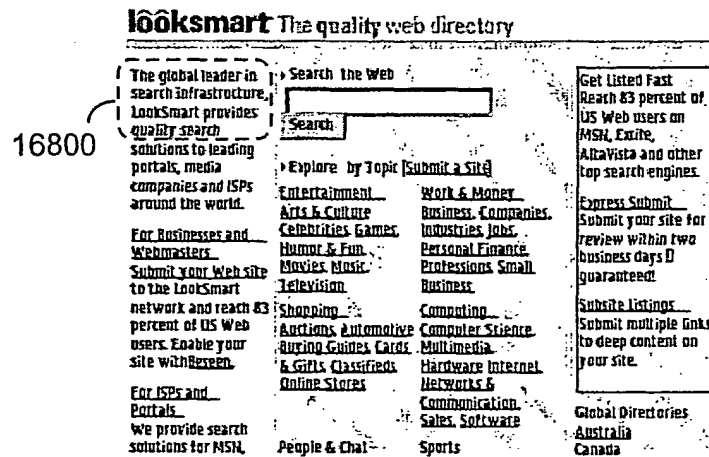 lôôksmart The quality web directory
16800
The global leader in
search infrastructure,
LookSmart provides
quality search
solutions to leading
portals, media
companies and ISPs
around the world.
For Businesses and
Webmasters
Submit your Web site
to the LookSmart
network and reach 83
percent of US Web
users. Enable your
site with Beseen.
For ISPs and
Portals
We provide search
solutions for MSN,
Search the Web
Search
Explore by Topic [Submit a Site]
Entertainment
Arts & Culture
Celebrities, Games,
Humor & Fun,
Movies, Music,
Television
Shopping
Auctions, Automotive
Buying Guides, Cards
& Gifts, Classifieds
Online Stores
People & Chat
Work & Money
Business, Companies,
Industries, Jobs,
Personal Finance,
Professions, Small
Business
Computing
Computer Science,
Multimedia,
Hardware Internet,
Networks &
Communication,
Sales, Software
Sports
Get Listed Fast
Reach 83 percent of
US Web users on
MSN, Excite,
AltaVista and other
top search engines.
Express Submit
Submit your site for
review within two
business days
guaranteed!
Subsite Listings
Submit multiple links
to deep content on
your site.
Global Directories
Australia
Canada